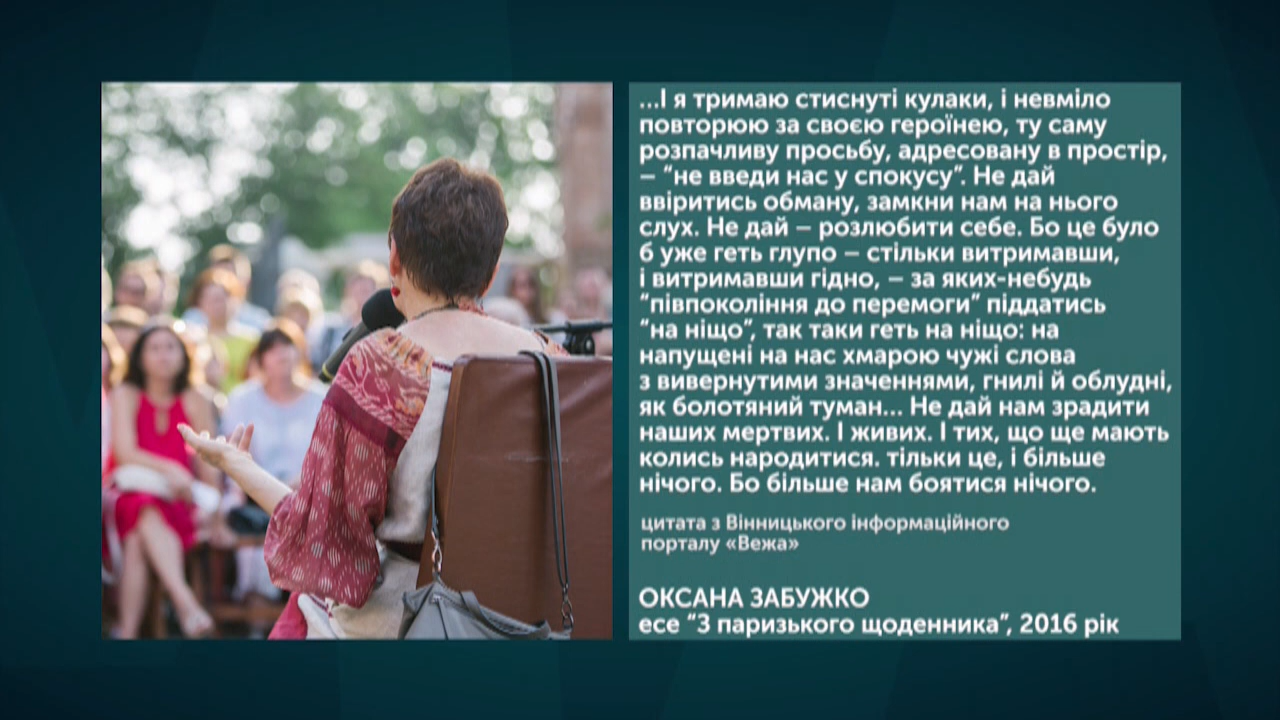 ...І я тримаю стиснуті кулаки, і невміло
повторюю за своєю героїнею, ту саму
розпачливу просьбу, адресовану в простір,
– “не введи нас у спокусу”. Не дай
ввіритись обману, замкни нам на нього
слух. Не дай – розлюбити себе. Бо це було
б уже геть глупо – стільки витримавши,
і витримавши гідно, – за яких-небудь
“півпокоління до перемоги” піддатись
“на ніщо”, так таки геть на ніщо: на
напущені на нас хмарою чужі слова
з вивернутими значеннями, гнилі й облудні,
як болотяний туман... Не дай нам зрадити
наших мертвих. І живих. І тих, що ще мають
колись народитися. тільки це, і більше
нічого. Бо більше нам боятися нічого.
цитата з Вінницького інформаційного
порталу «Вежа»
ОКСАНА ЗАБУЖКО
есе “З паризького щоденника”, 2016 рік